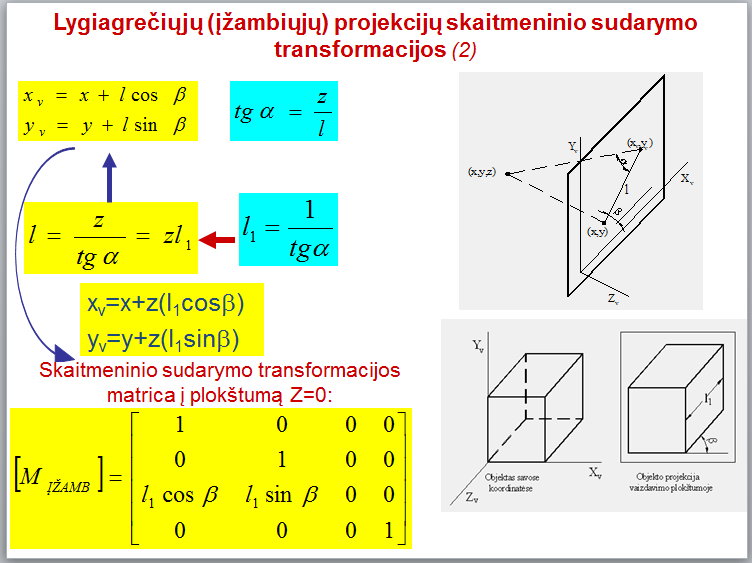 Lygiagrečiųjų (įžambiųjų) projekcijų skaitmeninio sudarymo
transformacijos (2)
x_v = x + l cos β
y_v = y + l sin β
tg α = z / l
l = z / tg α = z l_1
l_1 = 1 / tgα
x_v=x+z(l_1cosβ)
y_v=y+z(l_1sinβ)
Skaitmeninio sudarymo transformacijos
matrica į plokštumą Z=0:
[M_ĮŽAMB] =
1 0 0 0
0 1 0 0
l_1 cos β l_1 sin β 0 0
0 0 0 1
Y_v
(x_v,y_v)
α
(x,y,z)
l
X_v
β
(x,y)
Z_v
Y_v
X_v
Z_v
Objektas savose
koordinatėse
l_1
β
Objekto projekcija
vaizdavimo plokštumoje